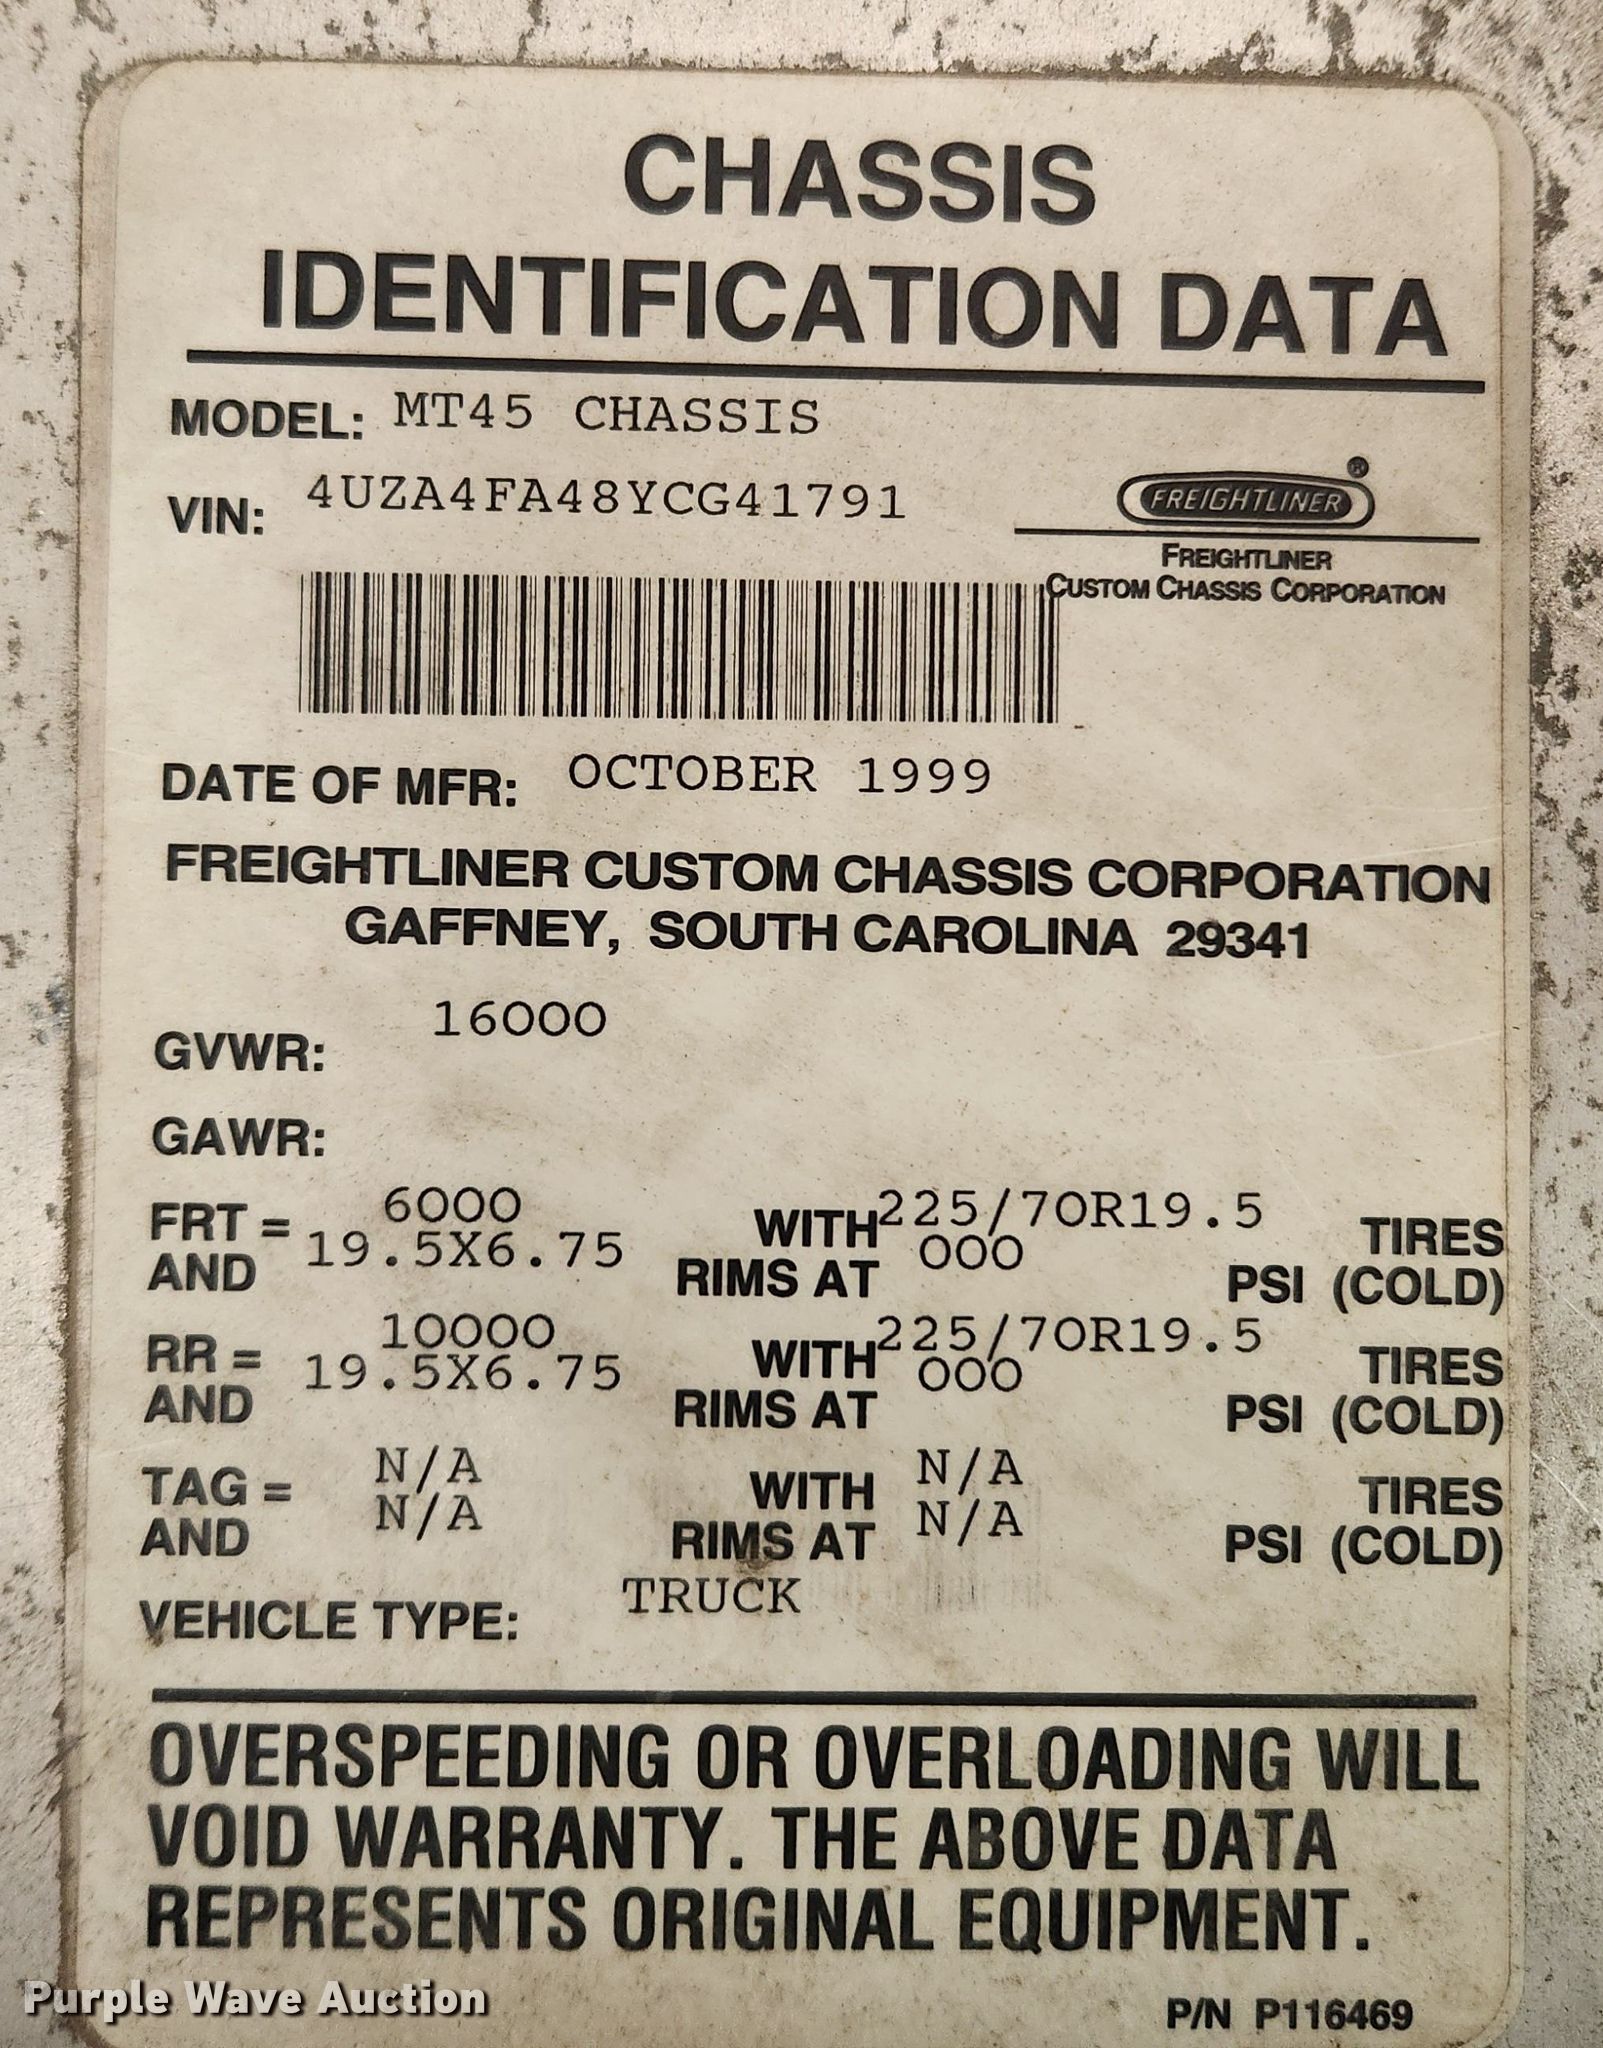 CHASSIS
IDENTIFICATION DATA
MODEL: MT45 CHASSIS
VIN: 4UZA4FA48YCG41791
FREIGHTLINER ®
FREIGHTLINER
CUSTOM CHASSIS CORPORATION
DATE OF MFR: OCTOBER 1999
FREIGHTLINER CUSTOM CHASSIS CORPORATION
GAFFNEY, SOUTH CAROLINA 29341
GVWR: 16000
GAWR:
FRT = 6000 WITH 225/70R19.5 TIRES
AND 19.5X6.75 RIMS AT 000 PSI (COLD)
RR = 10000 WITH 225/70R19.5 TIRES
AND 19.5X6.75 RIMS AT 000 PSI (COLD)
TAG = N/A WITH N/A TIRES
AND N/A RIMS AT N/A PSI (COLD)
VEHICLE TYPE: TRUCK
OVERSPEEDING OR OVERLOADING WILL
VOID WARRANTY. THE ABOVE DATA
REPRESENTS ORIGINAL EQUIPMENT.
P/N P116469
Purple Wave Auction